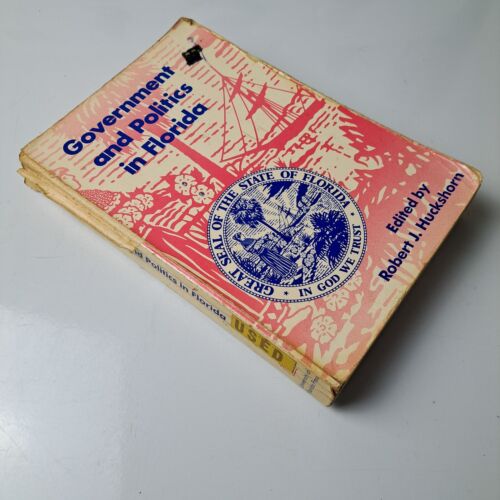 Government
and Politics
in Florida
GREAT SEAL OF THE STATE OF FLORIDA
IN GOD WE TRUST
Edited by
Robert J. Huckshorn
Politics in Florida
USED